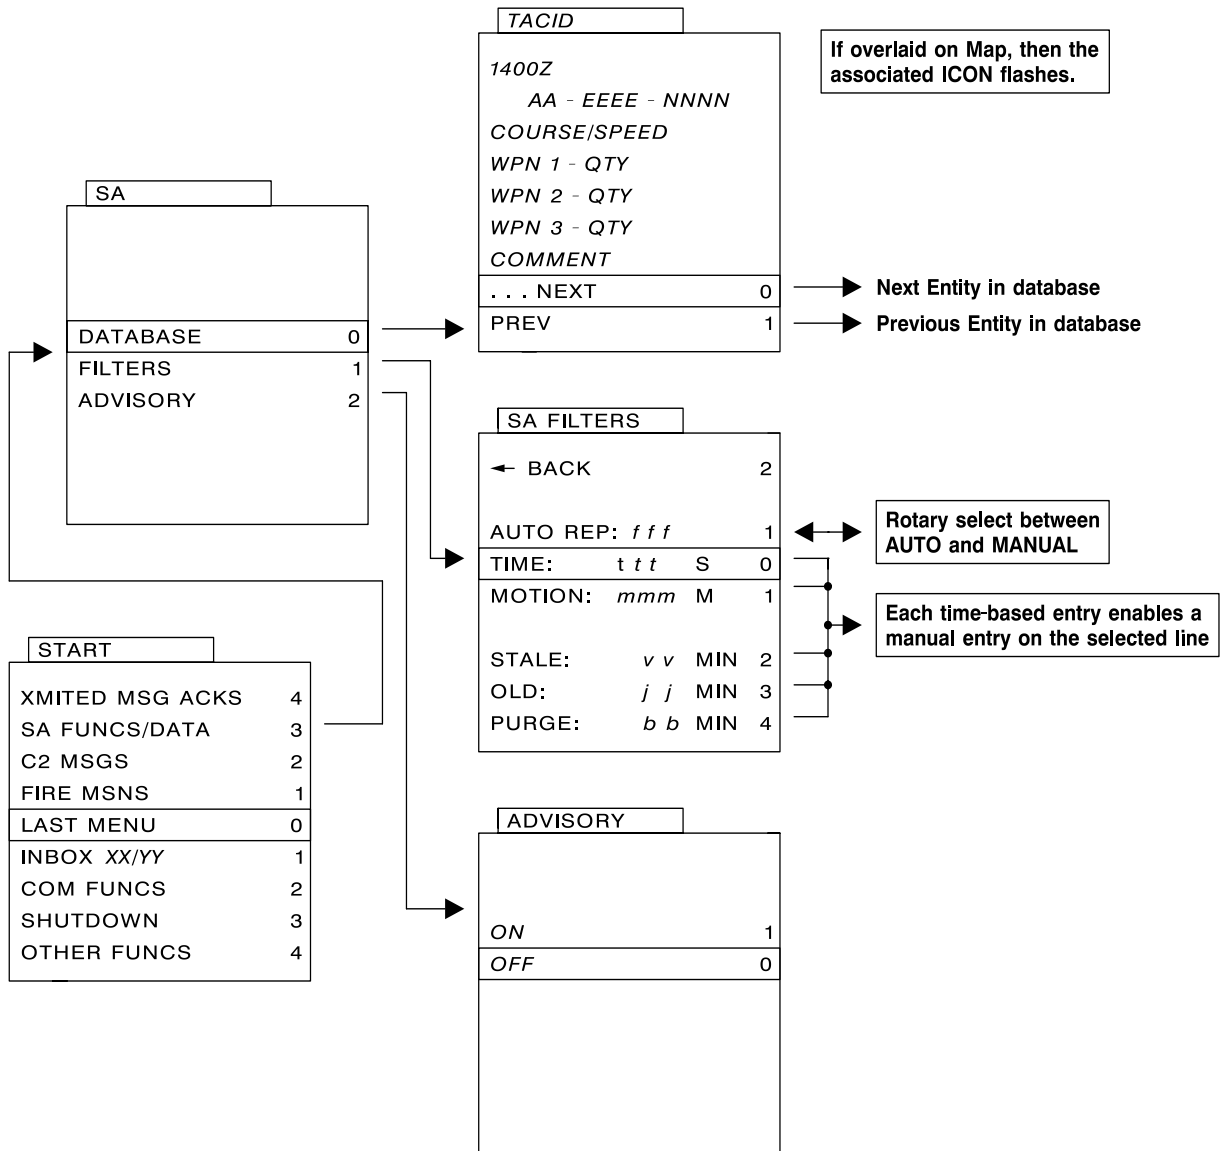 TACID
1400Z
AA - EEEE - NNNN
COURSE/SPEED
WPN 1 - QTY
WPN 2 - QTY
WPN 3 - QTY
COMMENT
. . . NEXT 0
PREV 1
If overlaid on Map, then the
associated ICON flashes.
Next Entity in database
Previous Entity in database
SA
DATABASE 0
FILTERS 1
ADVISORY 2
SA FILTERS
← BACK 2
AUTO REP: f f f 1
TIME: t t t S 0
MOTION: mmm M 1
STALE: v v MIN 2
OLD: j j MIN 3
PURGE: b b MIN 4
Rotary select between
AUTO and MANUAL
Each time-based entry enables a
manual entry on the selected line
START
XMITED MSG ACKS 4
SA FUNCS/DATA 3
C2 MSGS 2
FIRE MSNS 1
LAST MENU 0
INBOX XX/YY 1
COM FUNCS 2
SHUTDOWN 3
OTHER FUNCS 4
ADVISORY
ON 1
OFF 0